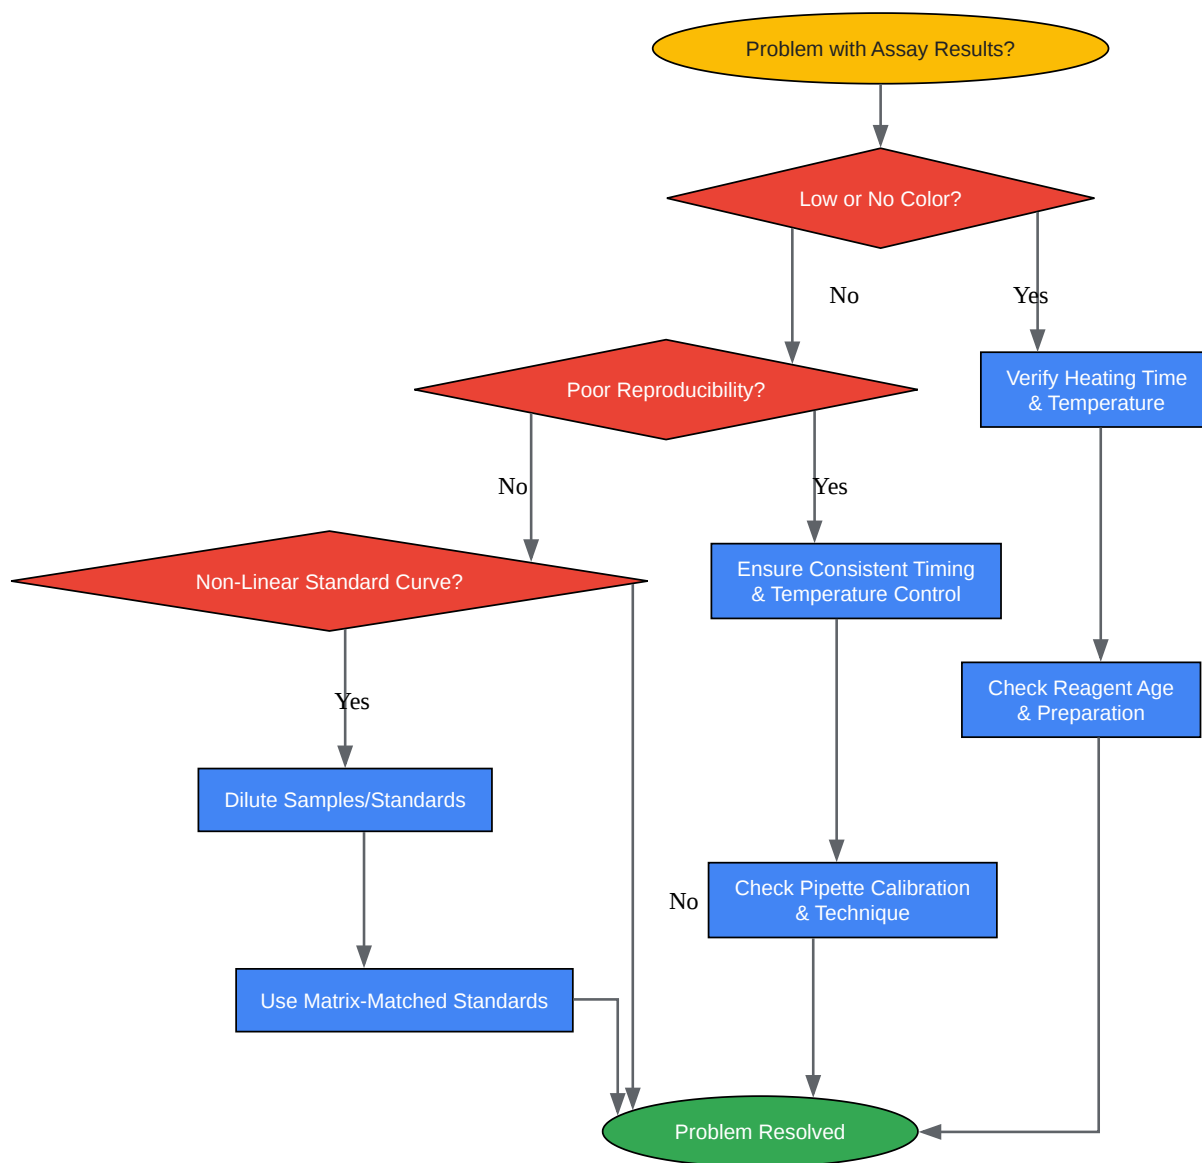 Problem with Assay Results?
Low or No Color?
No
Yes
Poor Reproducibility?
Verify Heating Time
& Temperature
No
Yes
Non-Linear Standard Curve?
Ensure Consistent Timing
& Temperature Control
Yes
Check Reagent Age
& Preparation
Dilute Samples/Standards
No
Check Pipette Calibration
& Technique
Use Matrix-Matched Standards
Problem Resolved